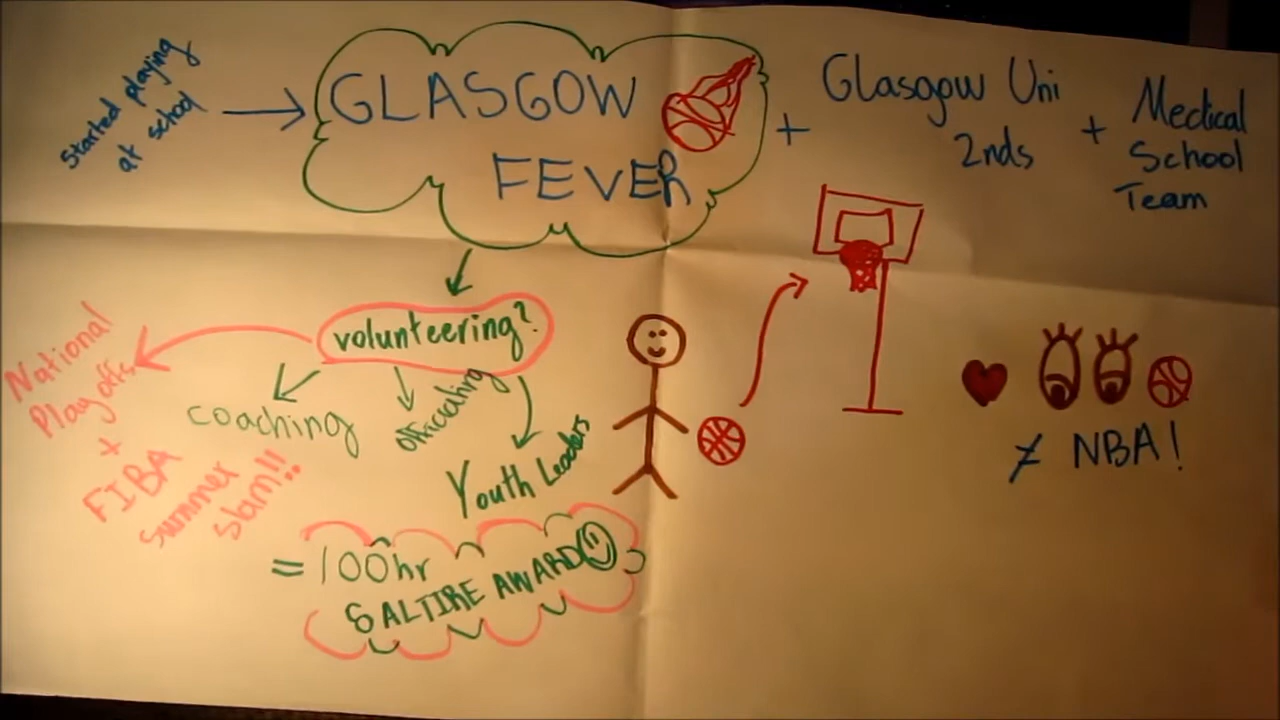 Started playing
at school
GLASGOW
FEVER
+
Glasgow Uni
2nds
+
Medical
School
Team
volunteering?
National
Playoffs
+
FIBA
Summer
Slam!!
coaching
officiating
Youth Leaders
= 100hr
SALTIRE AWARD
≠ NBA!